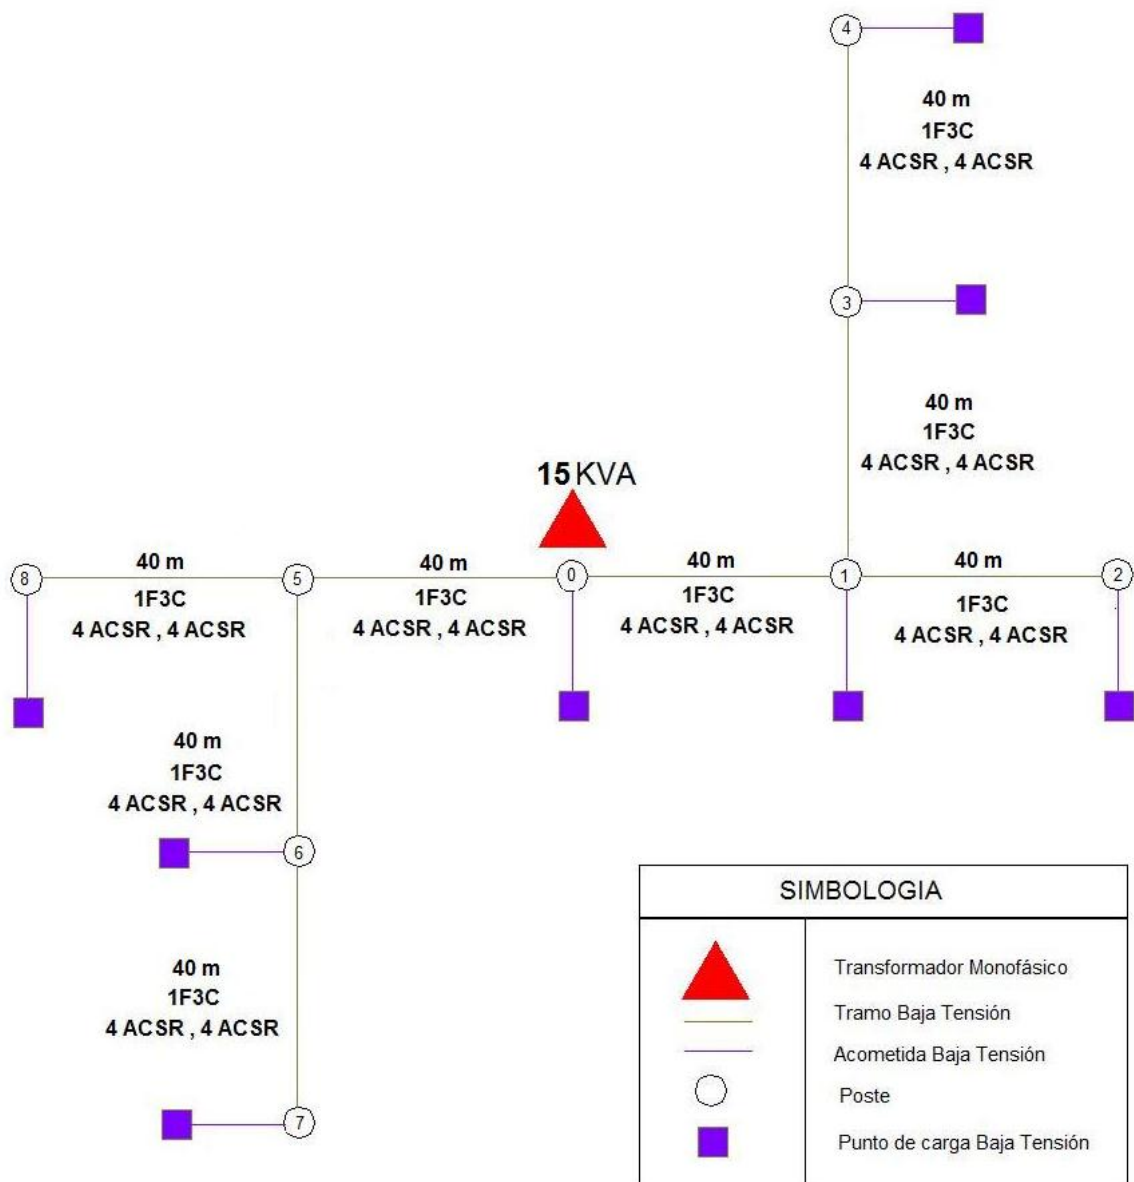 4
40 m
1F3C
4 ACSR , 4 ACSR
3
40 m
1F3C
4 ACSR , 4 ACSR
15 KVA
8
40 m
1F3C
4 ACSR , 4 ACSR
5
40 m
1F3C
4 ACSR , 4 ACSR
0
40 m
1F3C
4 ACSR , 4 ACSR
1
40 m
1F3C
4 ACSR , 4 ACSR
2
40 m
1F3C
4 ACSR , 4 ACSR
6
40 m
1F3C
4 ACSR , 4 ACSR
7
SIMBOLOGIA
Transformador Monofásico
Tramo Baja Tensión
Acometida Baja Tensión
Poste
Punto de carga Baja Tensión